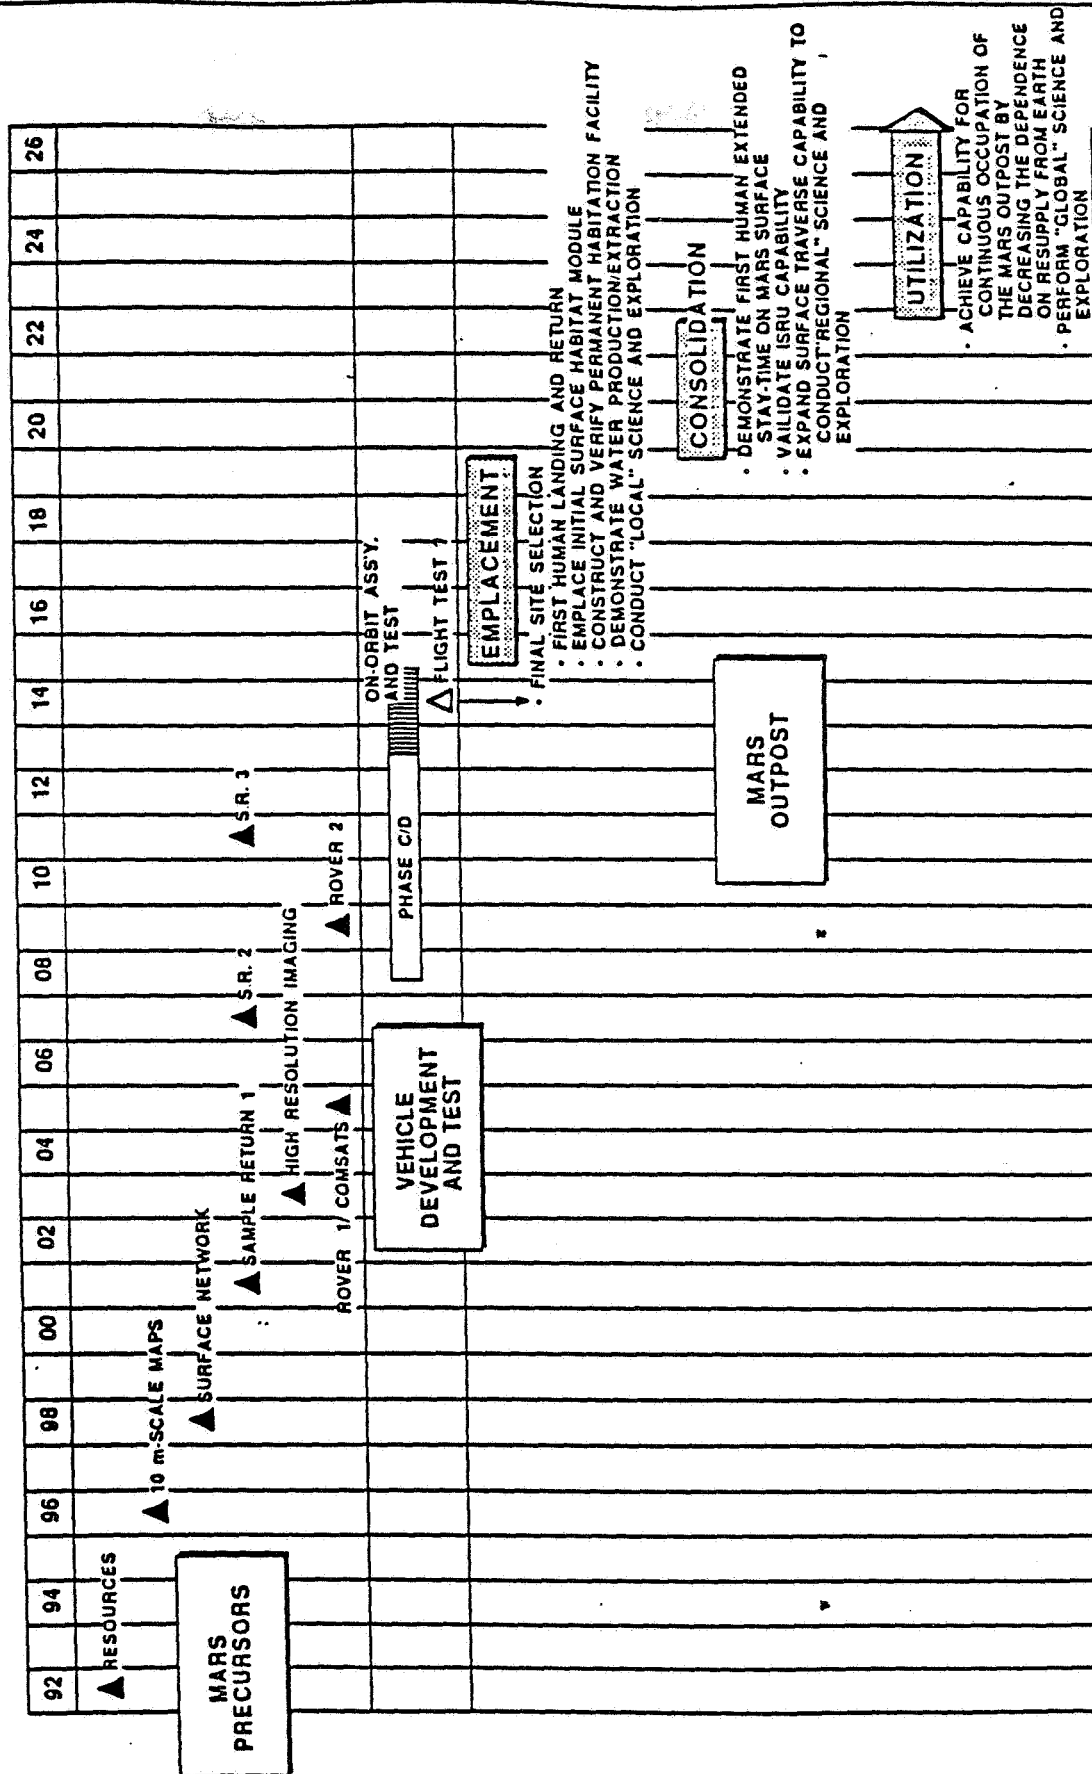 92 94 96 98 00 02 04 06 08 10 12 14 16 18 20 22 24 26
MARS
PRECURSORS
RESOURCES
10 m-SCALE MAPS
SURFACE NETWORK
SAMPLE RETURN 1
S.R. 2
S.R. 3
HIGH RESOLUTION IMAGING
ROVER 1/ COMSATS
ROVER 2
VEHICLE
DEVELOPMENT
AND TEST
PHASE C/D
ON-ORBIT ASS'Y.
AND TEST
FLIGHT TEST
EMPLACEMENT
· FINAL SITE SELECTION
· FIRST HUMAN LANDING AND RETURN
· EMPLACE INITIAL SURFACE HABITAT MODULE
· CONSTRUCT AND VERIFY PERMANENT HABITATION FACILITY
· DEMONSTRATE WATER PRODUCTION/EXTRACTION
· CONDUCT "LOCAL" SCIENCE AND EXPLORATION
MARS
OUTPOST
CONSOLIDATION
· DEMONSTRATE FIRST HUMAN EXTENDED
STAY-TIME ON MARS SURFACE
· VAILIDATE ISRU CAPABILITY
· EXPAND SURFACE TRAVERSE CAPABILITY TO
CONDUCT"REGIONAL" SCIENCE AND
EXPLORATION
UTILIZATION
· ACHIEVE CAPABILITY FOR
CONTINUOUS OCCUPATION OF
THE MARS OUTPOST BY
DECREASING THE DEPENDENCE
ON RESUPPLY FROM EARTH
· PERFORM "GLOBAL" SCIENCE AND
EXPLORATION